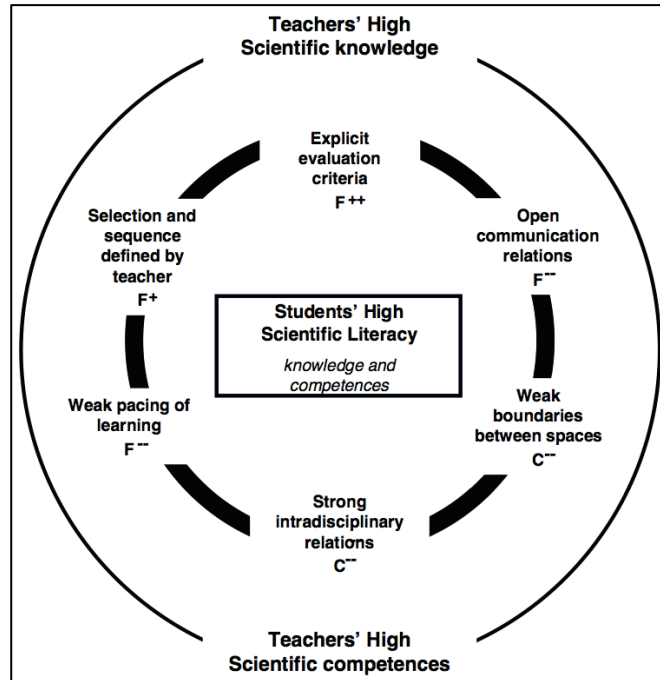 Teachers’ High
Scientific knowledge
Explicit
evaluation
criteria
F++
Selection and
sequence
defined by
teacher
F+
Open
communication
relations
F--
Students’ High
Scientific Literacy
knowledge and
competences
Weak pacing of
learning
F--
Weak
boundaries
between spaces
C--
Strong
intradisciplinary
relations
C--
Teachers’ High
Scientific competences